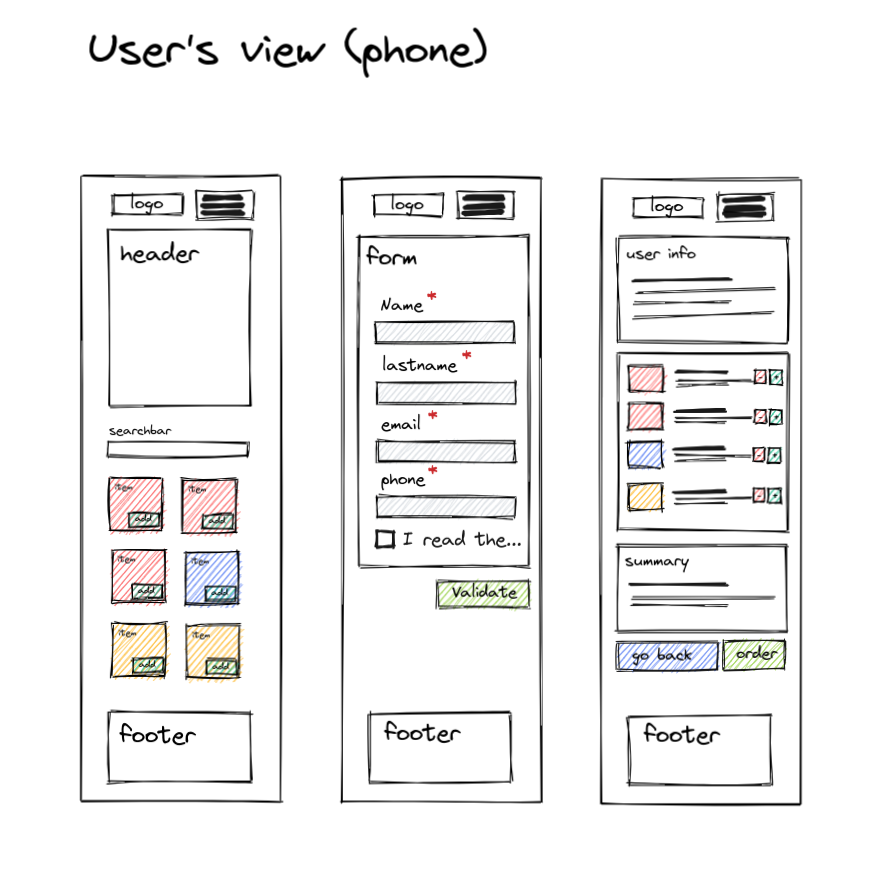 User's view (phone)
logo
header
searchbar
item
add
item
add
item
add
item
add
item
add
item
add
footer
logo
form
Name *
lastname *
email *
phone *
I read the...
Validate
footer
logo
user info
- +
- +
- +
- +
summary
go back
order
footer